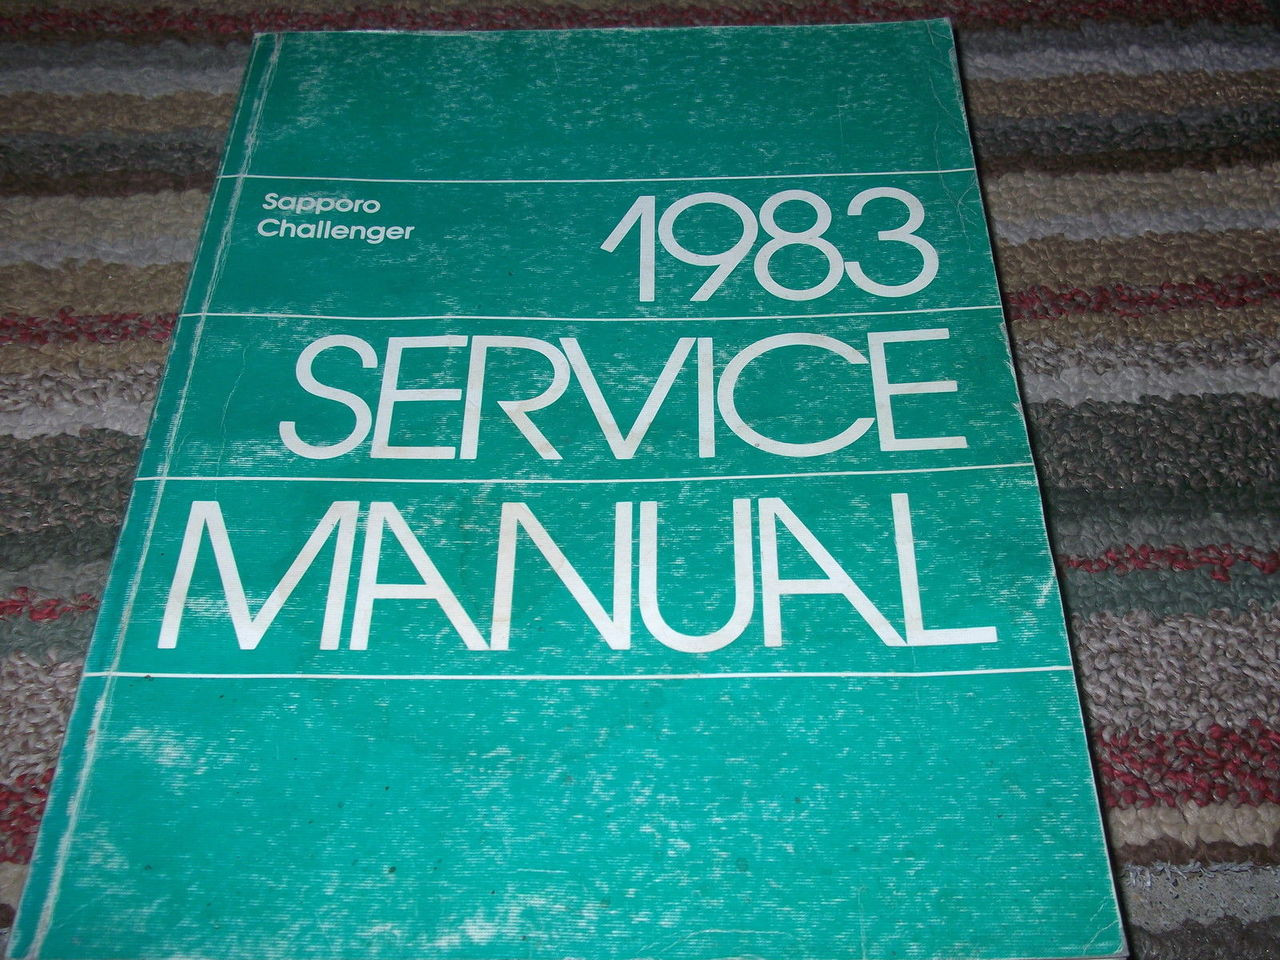 Sapporo
Challenger
1983
SERVICE
MANUAL